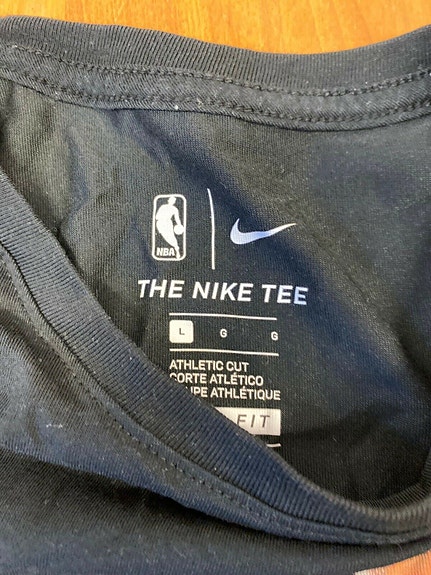 NBA
THE NIKE TEE
L G G
ATHLETIC CUT
CORTE ATLÉTICO
ATHLÉTIQUE
FIT